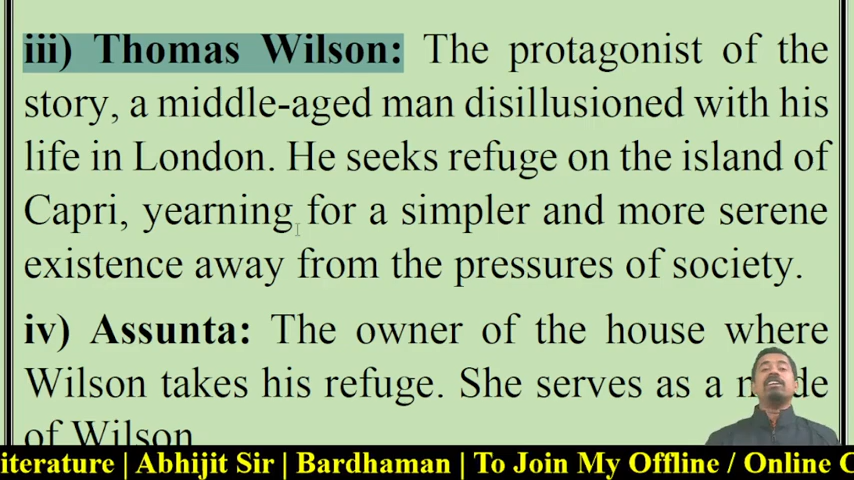 iii) Thomas Wilson: The protagonist of the
story, a middle-aged man disillusioned with his
life in London. He seeks refuge on the island of
Capri, yearning for a simpler and more serene
existence away from the pressures of society.
iv) Assunta: The owner of the house where
Wilson takes his refuge. She serves as a
of Wilson
iterature | Abhijit Sir | Bardhaman | To Join My Offline / Online C